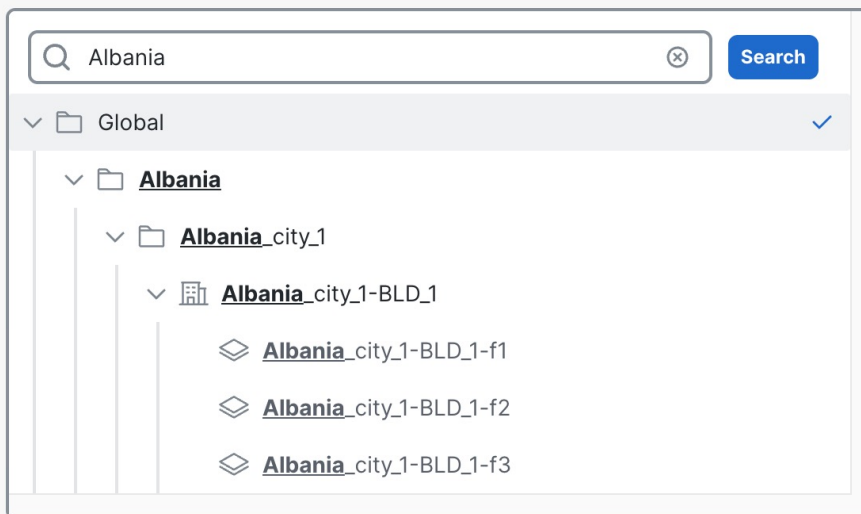 Albania
Search
Global
Albania
Albania_city_1
Albania_city_1-BLD_1
Albania_city_1-BLD_1-f1
Albania_city_1-BLD_1-f2
Albania_city_1-BLD_1-f3